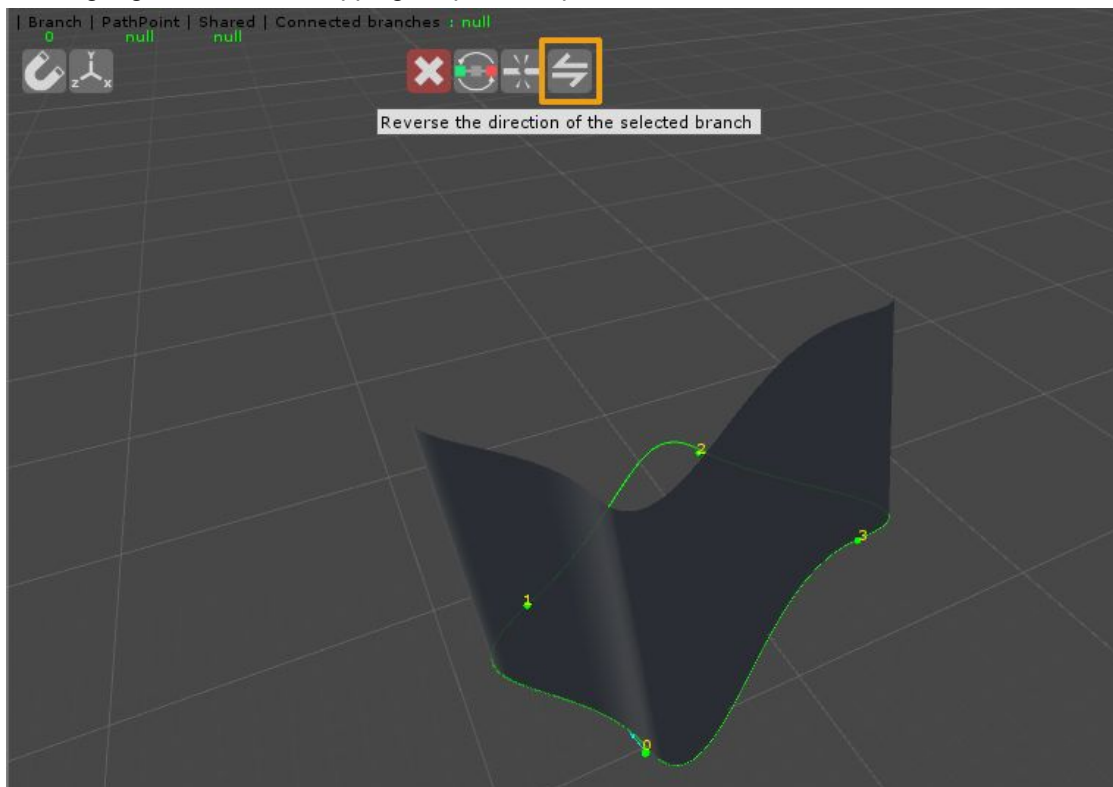 | Branch | PathPoint | Shared | Connected branches : null
0 null null
Y
Z X
Reverse the direction of the selected branch
2
3
1
0